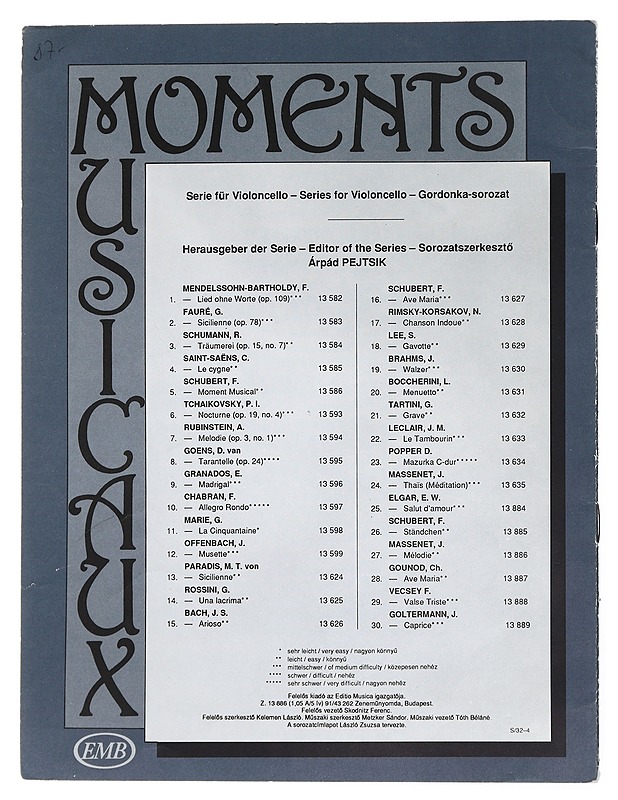 17.-
MOMENTS
MUSICAUX
Serie für Violoncello – Series for Violoncello – Gordonka-sorozat
Herausgeber der Serie – Editor of the Series – Sorozatszerkesztő
Árpád PEJTSIK
MENDELSSOHN-BARTHOLDY, F.
1. — Lied ohne Worte (op. 109)*** 13 582
FAURÉ, G.
2. — Sicilienne (op. 78)*** 13 583
SCHUMANN, R.
3. — Träumerei (op. 15, no. 7)** 13 584
SAINT-SAËNS, C.
4. — Le cygne** 13 585
SCHUBERT, F.
5. — Moment Musical** 13 586
TCHAIKOVSKY, P. I.
6. — Nocturne (op. 19, no. 4)*** 13 593
RUBINSTEIN, A.
7. — Melodie (op. 3, no. 1)*** 13 594
GOENS, D. van
8. — Tarantelle (op. 24)**** 13 595
GRANADOS, E.
9. — Madrigal*** 13 596
CHABRAN, F.
10. — Allegro Rondo***** 13 597
MARIE, G.
11. — La Cinquantaine* 13 598
OFFENBACH, J.
12. — Musette*** 13 599
PARADIS, M. T. von
13. — Sicilienne** 13 624
ROSSINI, G.
14. — Una lacrima** 13 625
BACH, J. S.
15. — Arioso** 13 626
SCHUBERT, F.
16. — Ave Maria*** 13 627
RIMSKY-KORSAKOV, N.
17. — Chanson Indoue** 13 628
LEE, S.
18. — Gavotte** 13 629
BRAHMS, J.
19. — Walzer*** 13 630
BOCCHERINI, L.
20. — Menuetto** 13 631
TARTINI, G.
21. — Grave** 13 632
LECLAIR, J. M.
22. — Le Tambourin*** 13 633
POPPER D.
23. — Mazurka C-dur***** 13 634
MASSENET, J.
24. — Thaïs (Méditation)*** 13 635
ELGAR, E. W.
25. — Salut d'amour*** 13 884
SCHUBERT, F.
26. — Ständchen** 13 885
MASSENET, J.
27. — Mélodie** 13 886
GOUNOD, Ch.
28. — Ave Maria** 13 887
VECSEY F.
29. — Valse Triste*** 13 888
GOLTERMANN, J.
30. — Caprice*** 13 889
* sehr leicht / very easy / nagyon könnyű
** leicht / easy / könnyű
*** mittelschwer / of medium difficulty / közepesen nehéz
**** schwer / difficult / nehéz
***** sehr schwer / very difficult / nagyon nehéz
Felelős kiadó az Editio Musica igazgatója.
Z. 13 886 (1,05 A/5 ív) 91/43 262 Zeneműnyomda, Budapest.
Felelős vezető Skodnitz Ferenc.
Felelős szerkesztő Kelemen László. Műszaki szerkesztő Metzker Sándor. Műszaki vezető Tóth Béláné.
A sorozatcímlapot László Zsuzsa tervezte.
S/32–4
EMB